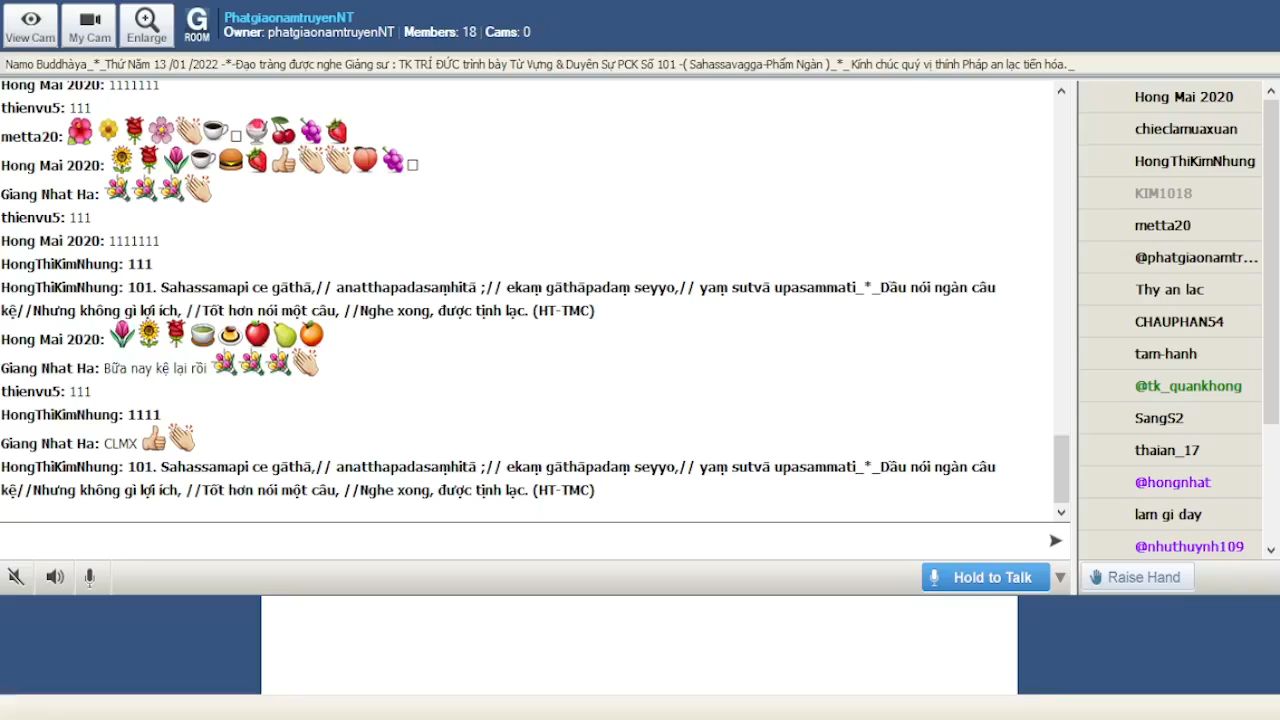 View Cam
My Cam
Enlarge
G
ROOM
PhatgiaonamtruyenNT
Owner: phatgiaonamtruyenNT | Members: 18 | Cams: 0
Namo Buddhàya_*_Thứ Năm 13 /01 /2022 -*-Đạo tràng được nghe Giảng sư : TK TRÍ ĐỨC trình bày Từ Vựng & Duyên Sự PCK Số 101 -( Sahassavagga-Phẩm Ngàn )_*_ Kính chúc quý vị thính Pháp an lạc tiến hóa._
Hong Mai 2020: 1111111
thienvu5: 111
metta20:
Hong Mai 2020:
Giang Nhat Ha:
thienvu5: 111
Hong Mai 2020: 1111111
HongThiKimNhung: 111
HongThiKimNhung: 101. Sahassamapi ce gāthā,// anatthapadasaṃhitā ;// ekaṃ gāthāpadaṃ seyyo,// yaṃ sutvā upasammati_*_Dầu nói ngàn câu
kệ//Nhưng không gì lợi ích, //Tốt hơn nói một câu, //Nghe xong, được tịnh lạc. (HT-TMC)
Hong Mai 2020:
Giang Nhat Ha: Bữa nay kệ lại rồi
thienvu5: 111
HongThiKimNhung: 1111
Giang Nhat Ha: CLMX
HongThiKimNhung: 101. Sahassamapi ce gāthā,// anatthapadasaṃhitā ;// ekaṃ gāthāpadaṃ seyyo,// yaṃ sutvā upasammati_*_Dầu nói ngàn câu
kệ//Nhưng không gì lợi ích, //Tốt hơn nói một câu, //Nghe xong, được tịnh lạc. (HT-TMC)
Hong Mai 2020
chieclamuaxuan
HongThiKimNhung
KIM1018
metta20
@phatgiaonamtr...
Thy an lac
CHAUPHAN54
tam-hanh
@tk_quankhong
SangS2
thaian_17
@hongnhat
lam gi day
@nhuthuynh109
Hold to Talk
Raise Hand